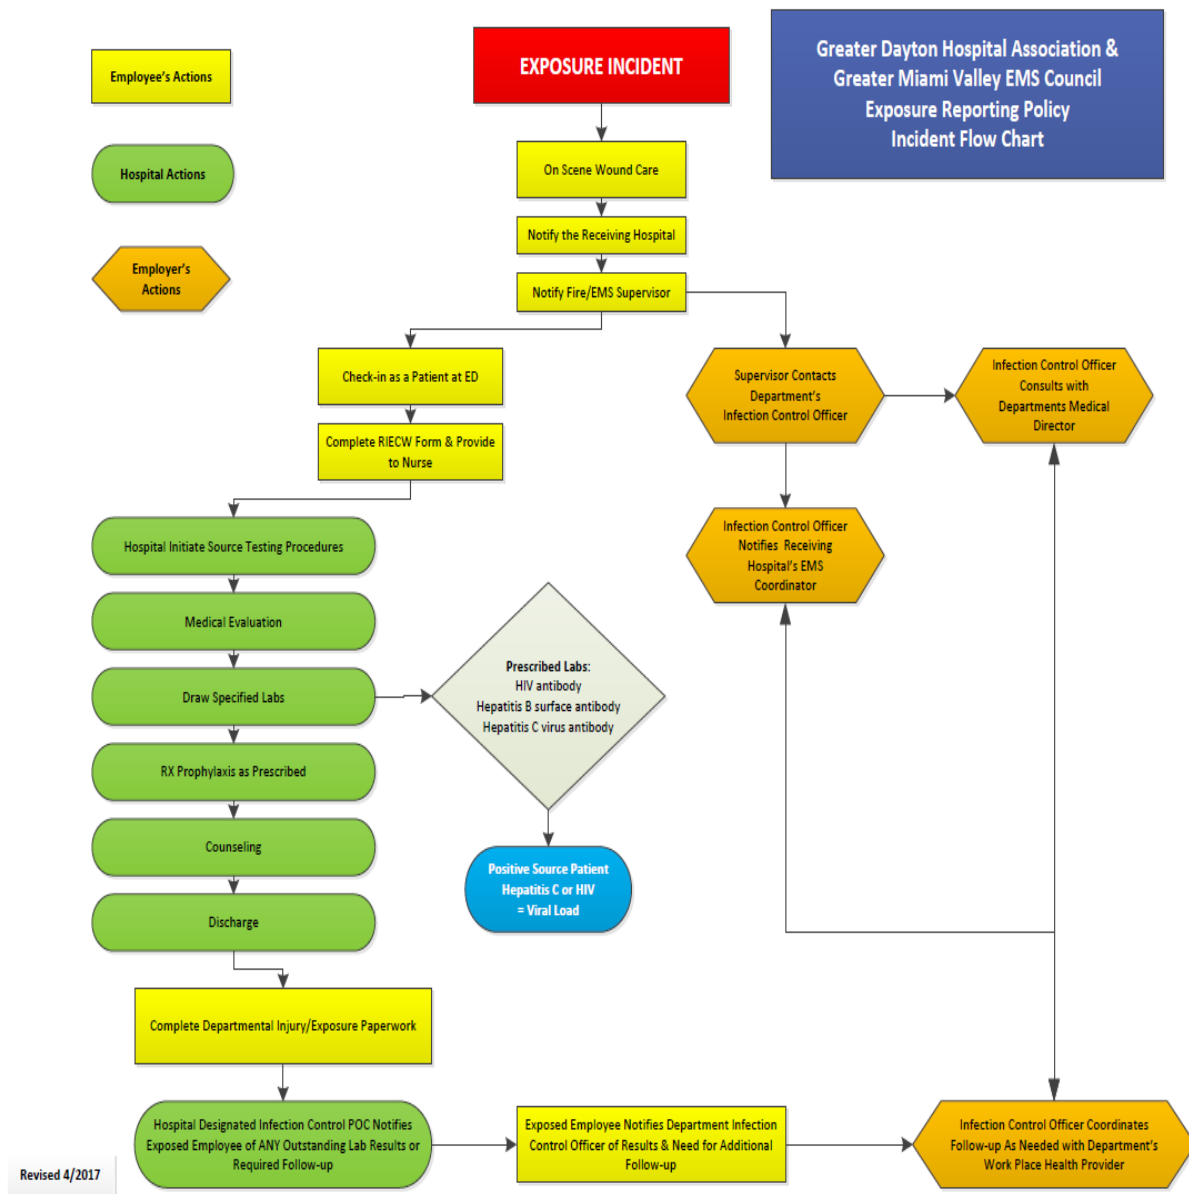 Employee's Actions
Hospital Actions
Employer's
Actions
EXPOSURE INCIDENT
Greater Dayton Hospital Association &
Greater Miami Valley EMS Council
Exposure Reporting Policy
Incident Flow Chart
On Scene Wound Care
Notify the Receiving Hospital
Notify Fire/EMS Supervisor
Check-in as a Patient at ED
Complete RIECW Form & Provide
to Nurse
Supervisor Contacts
Department's
Infection Control Officer
Infection Control Officer
Consults with
Departments Medical
Director
Infection Control Officer
Notifies Receiving
Hospital's EMS
Coordinator
Hospital Initiate Source Testing Procedures
Medical Evaluation
Draw Specified Labs
Prescribed Labs:
HIV antibody
Hepatitis B surface antibody
Hepatitis C virus antibody
RX Prophylaxis as Prescribed
Counseling
Positive Source Patient
Hepatitis C or HIV
= Viral Load
Discharge
Complete Departmental Injury/Exposure Paperwork
Hospital Designated Infection Control POC Notifies
Exposed Employee of ANY Outstanding Lab Results or
Required Follow-up
Exposed Employee Notifies Department Infection
Control Officer of Results & Need for Additional
Follow-up
Infection Control Officer Coordinates
Follow-up As Needed with Department's
Work Place Health Provider
Revised 4/2017